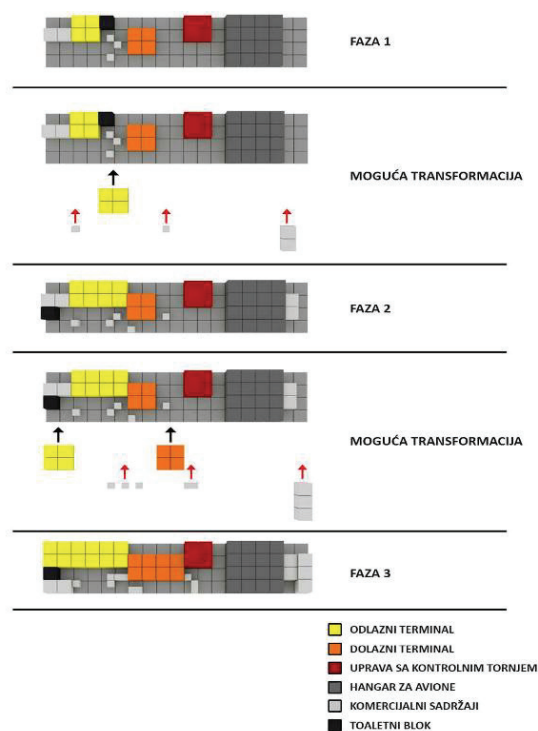 FAZA 1
MOGUĆA TRANSFORMACIJA
FAZA 2
MOGUĆA TRANSFORMACIJA
FAZA 3
ODLAZNI TERMINAL
DOLAZNI TERMINAL
UPRAVA SA KONTROLNIM TORNJEM
HANGAR ZA AVIONE
KOMERCIJALNI SADRŽAJI
TOALETNI BLOK